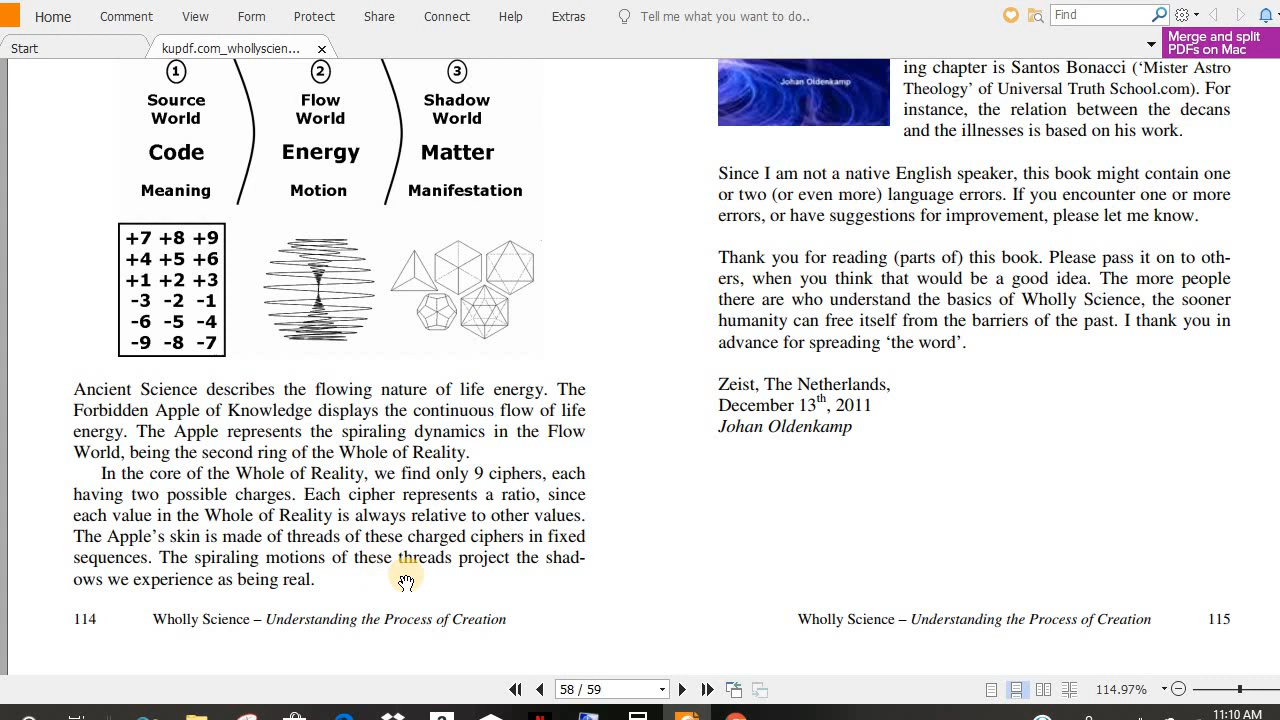 Home Comment View Form Protect Share Connect Help Extras Tell me what you want to do.. Find
Start kupdf.com_whollyscien... ×
Merge and split
PDFs on Mac
1 2 3
Source Flow Shadow
World World World
Code Energy Matter
Meaning Motion Manifestation
+7 +8 +9
+4 +5 +6
+1 +2 +3
-3 -2 -1
-6 -5 -4
-9 -8 -7
Ancient Science describes the flowing nature of life energy. The
Forbidden Apple of Knowledge displays the continuous flow of life
energy. The Apple represents the spiraling dynamics in the Flow
World, being the second ring of the Whole of Reality.
In the core of the Whole of Reality, we find only 9 ciphers, each
having two possible charges. Each cipher represents a ratio, since
each value in the Whole of Reality is always relative to other values.
The Apple's skin is made of threads of these charged ciphers in fixed
sequences. The spiraling motions of these threads project the shad-
ows we experience as being real.
114 Wholly Science – Understanding the Process of Creation
Johan Oldenkamp
ing chapter is Santos Bonacci ('Mister Astro
Theology' of Universal Truth School.com). For
instance, the relation between the decans
and the illnesses is based on his work.
Since I am not a native English speaker, this book might contain one
or two (or even more) language errors. If you encounter one or more
errors, or have suggestions for improvement, please let me know.
Thank you for reading (parts of) this book. Please pass it on to oth-
ers, when you think that would be a good idea. The more people
there are who understand the basics of Wholly Science, the sooner
humanity can free itself from the barriers of the past. I thank you in
advance for spreading 'the word'.
Zeist, The Netherlands,
December 13th, 2011
Johan Oldenkamp
Wholly Science – Understanding the Process of Creation 115
58 / 59 114.97%
11:10 AM